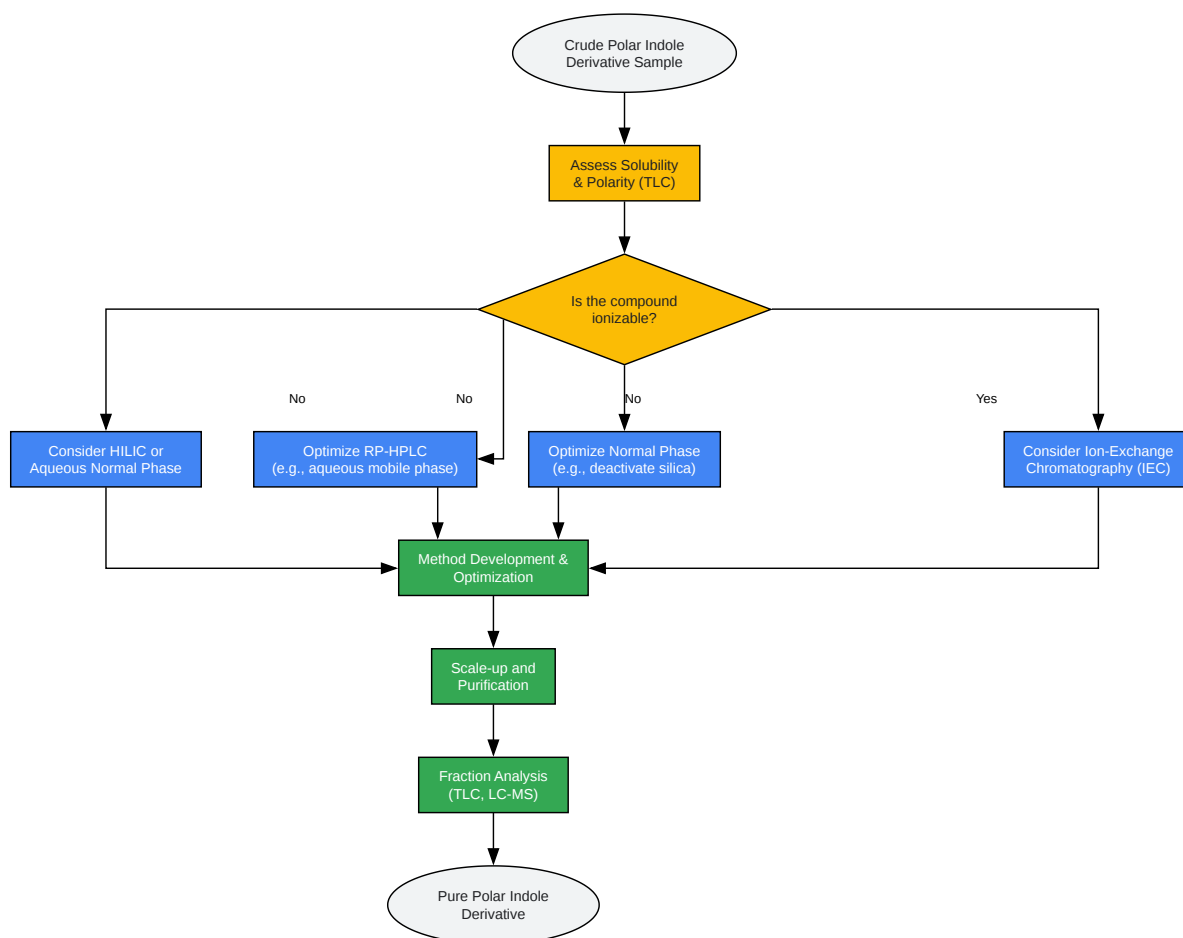 Crude Polar Indole
Derivative Sample
Assess Solubility
& Polarity (TLC)
Is the compound
ionizable?
No
No
No
Yes
Consider HILIC or
Aqueous Normal Phase
Optimize RP-HPLC
(e.g., aqueous mobile phase)
Optimize Normal Phase
(e.g., deactivate silica)
Consider Ion-Exchange
Chromatography (IEC)
Method Development &
Optimization
Scale-up and
Purification
Fraction Analysis
(TLC, LC-MS)
Pure Polar Indole
Derivative